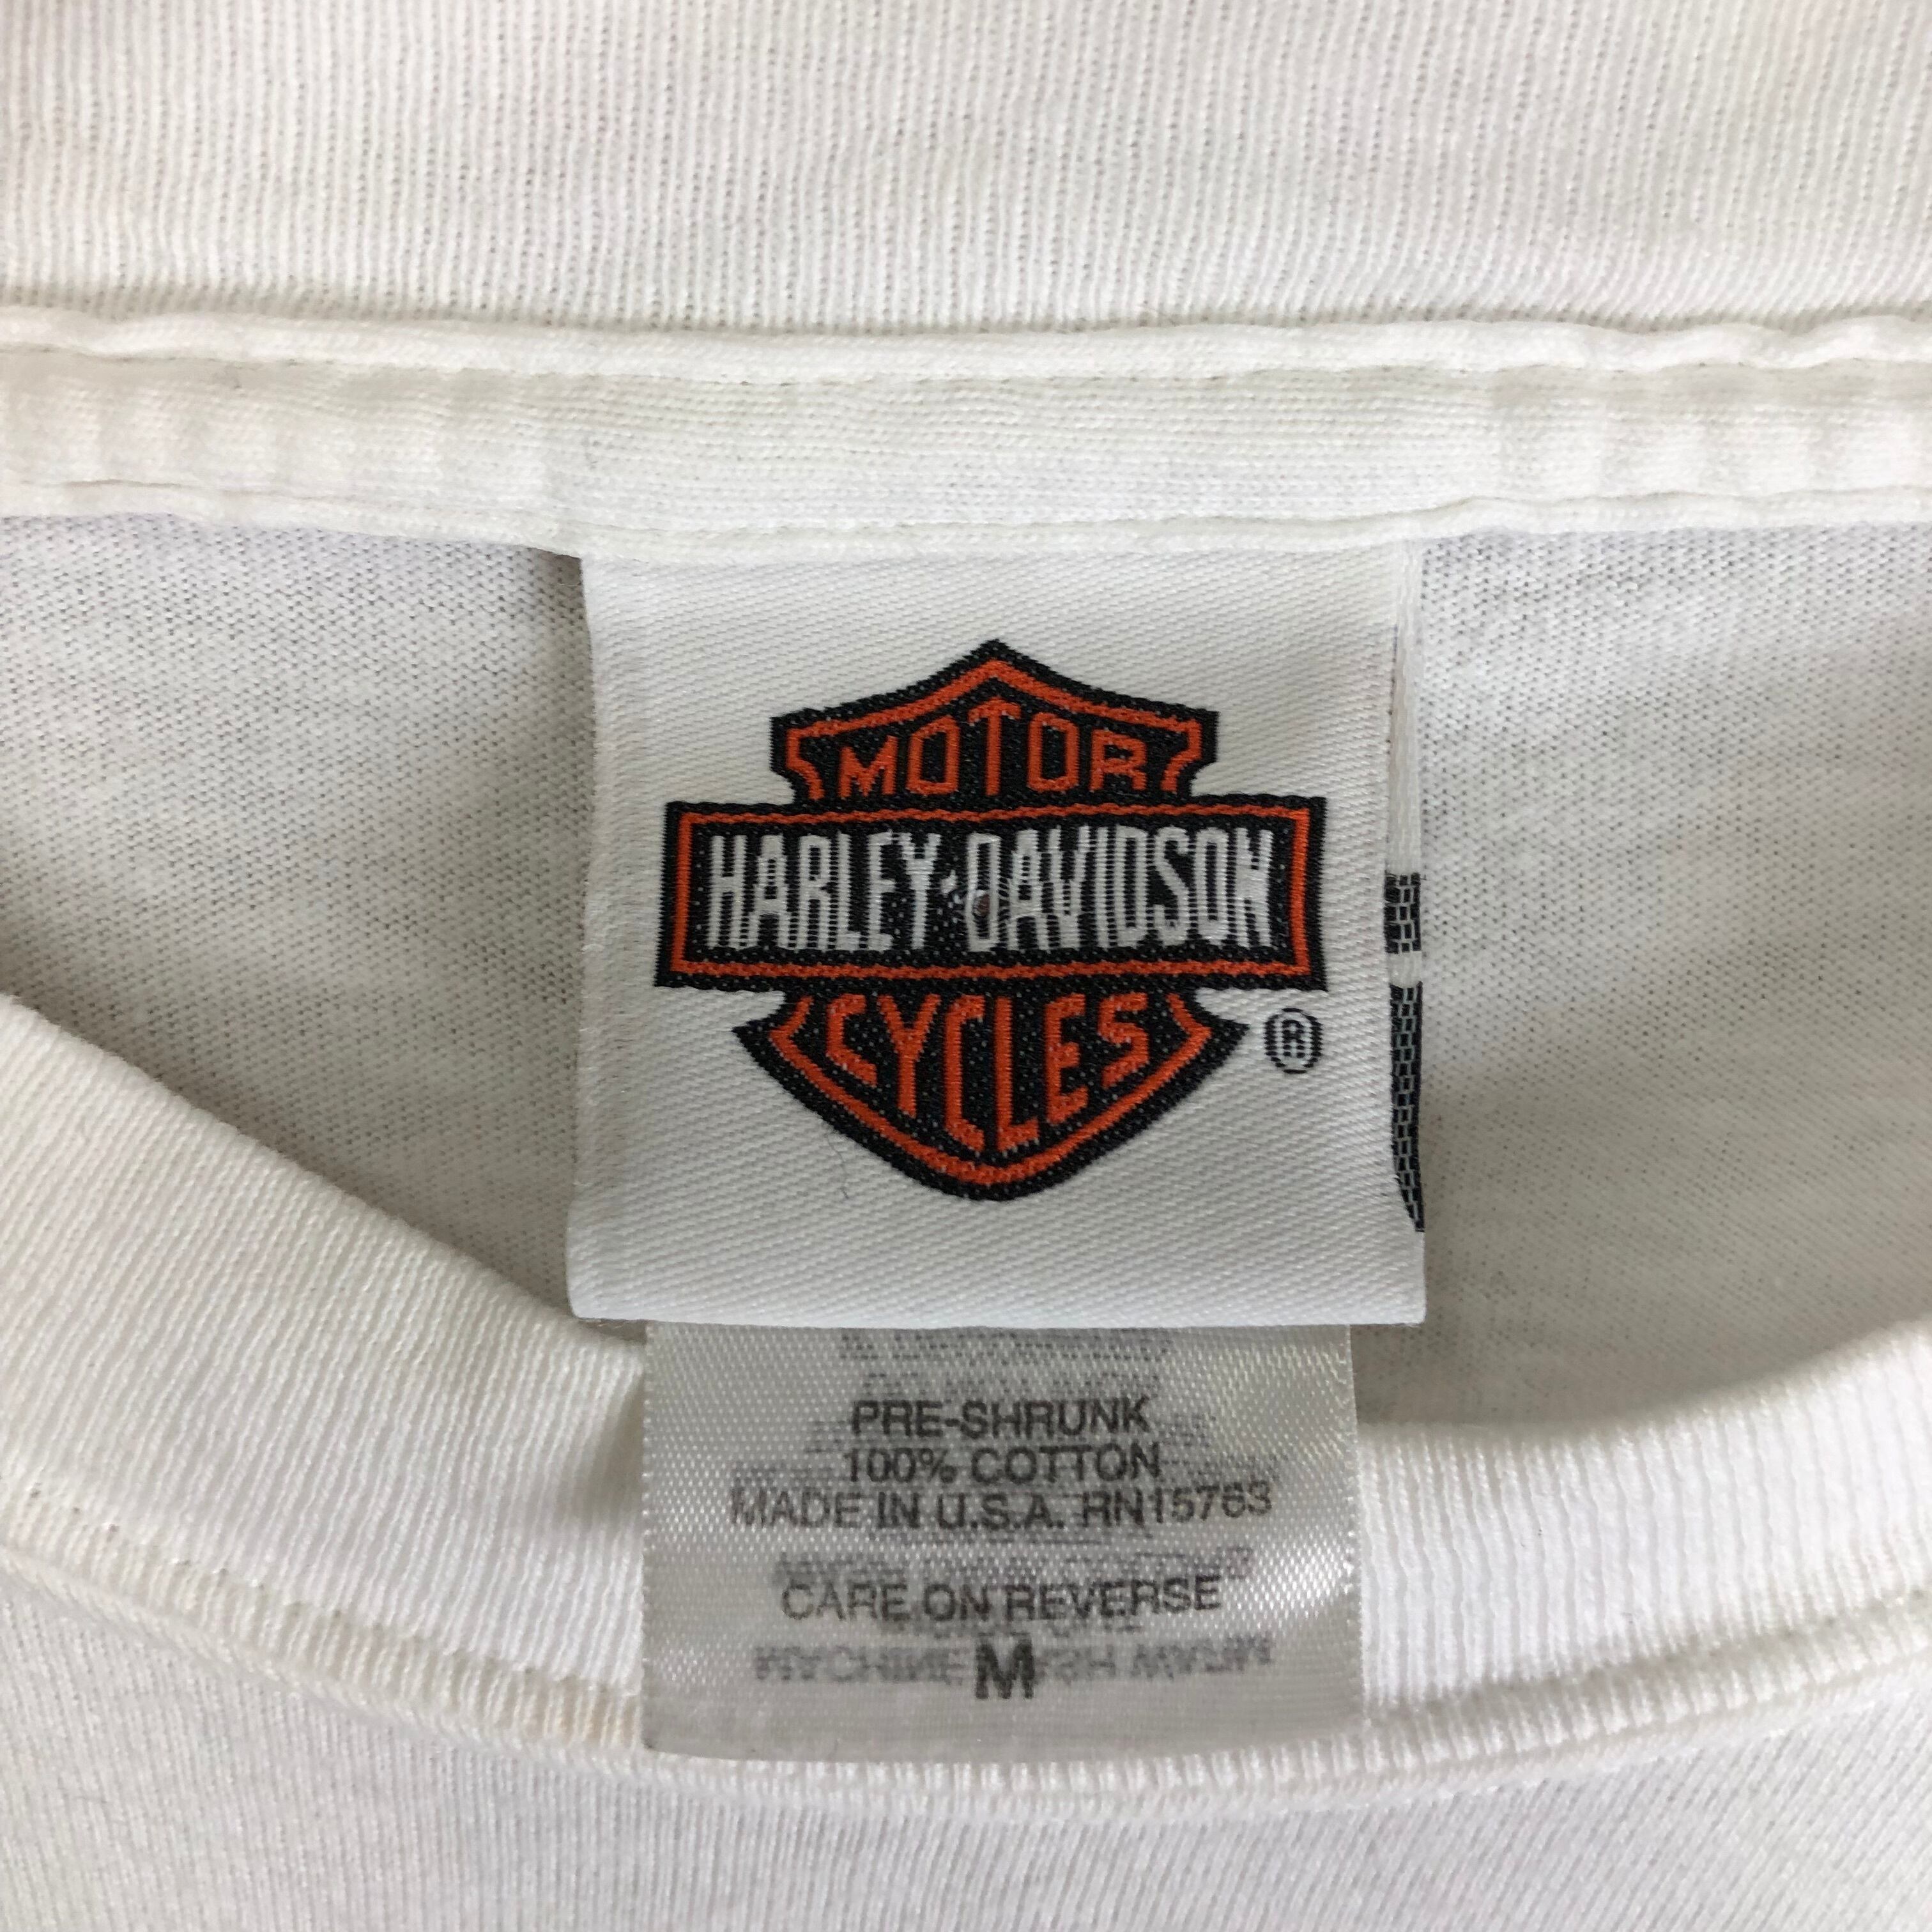 MOTOR
HARLEY-DAVIDSON
CYCLES
®
PRE-SHRUNK
100% COTTON
MADE IN U.S.A. RN15763
CARE ON REVERSE
M